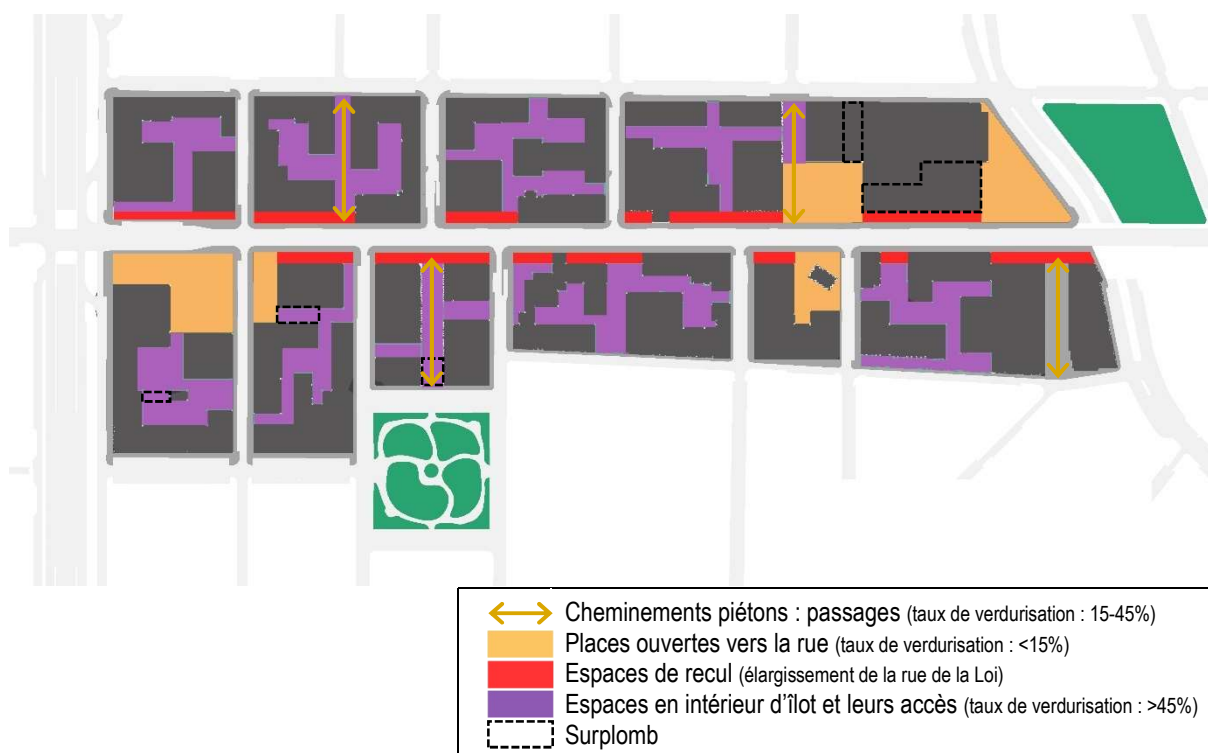 Cheminements piétons : passages (taux de verdurisation : 15-45%)
Places ouvertes vers la rue (taux de verdurisation : <15%)
Espaces de recul (élargissement de la rue de la Loi)
Espaces en intérieur d’îlot et leurs accès (taux de verdurisation : >45%)
Surplomb